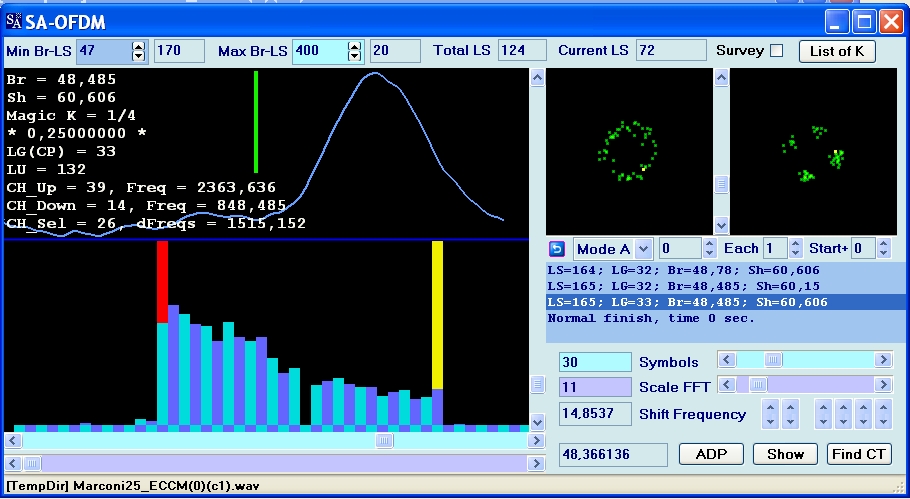 SA SA-OFDM
Min Br-LS 47 170 Max Br-LS 400 20 Total LS 124 Current LS 72 Survey List of K
Br = 48,485
Sh = 60,606
Magic K = 1/4
* 0,25000000 *
LG(CP) = 33
LU = 132
CH_Up = 39, Freq = 2363,636
CH_Down = 14, Freq = 848,485
CH_Sel = 26, dFreqs = 1515,152
Mode A 0 Each 1 Start+ 0
LS=164; LG=32; Br=48,78; Sh=60,606
LS=165; LG=32; Br=48,485; Sh=60,15
LS=165; LG=33; Br=48,485; Sh=60,606
Normal finish, time 0 sec.
30 Symbols
11 Scale FFT
14,8537 Shift Frequency
48,366136 ADP Show Find CT
[TempDir] Marconi25_ECCM(0)(c1).wav